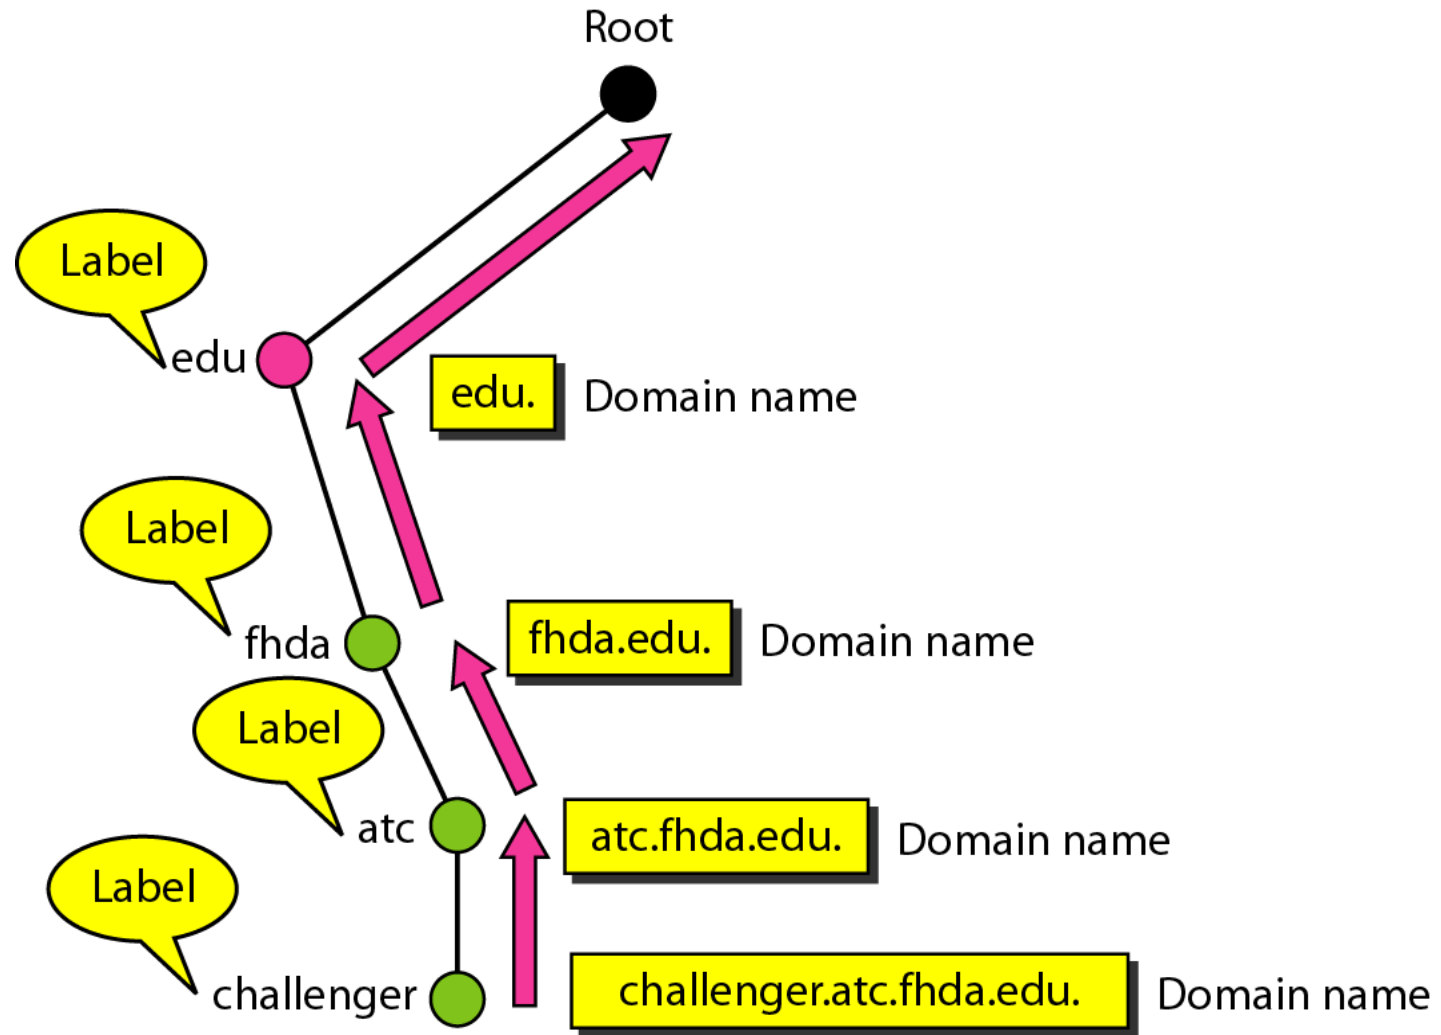 Root
Label
edu
edu.
Domain name
Label
fhda
fhda.edu.
Domain name
Label
atc
atc.fhda.edu.
Domain name
Label
challenger
challenger.atc.fhda.edu.
Domain name